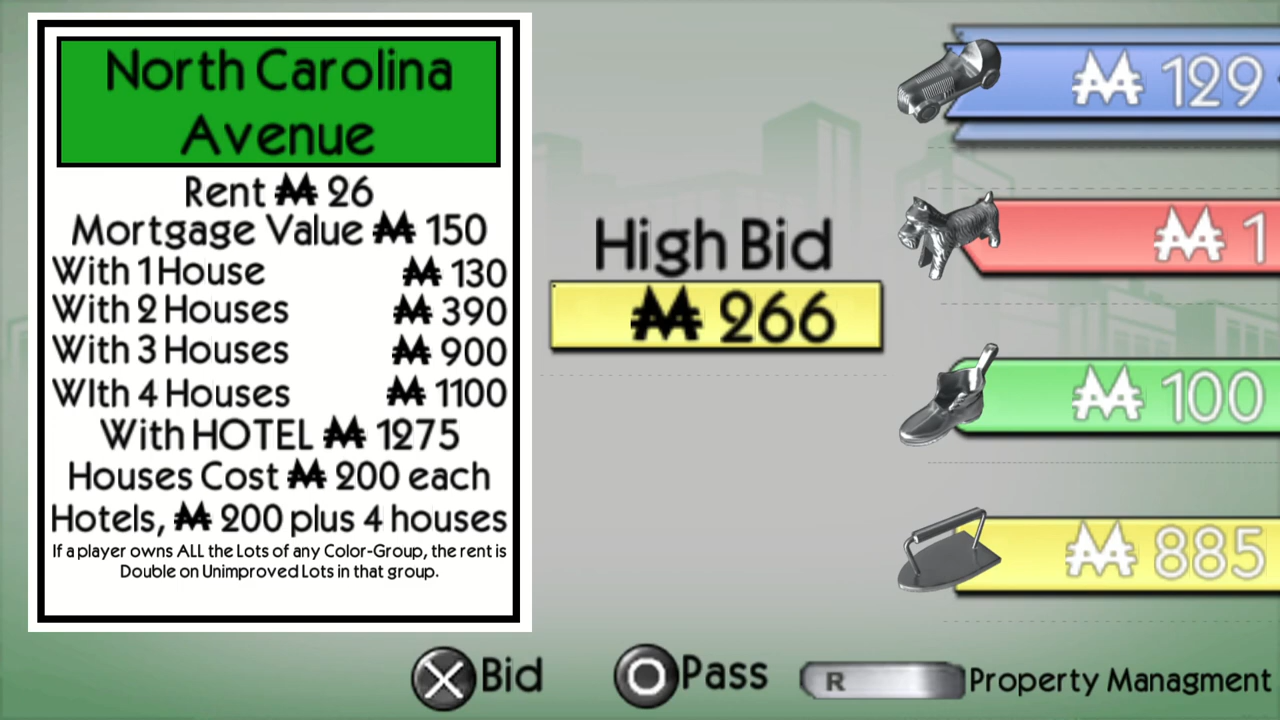 North Carolina
Avenue
Rent M 26
Mortgage Value M 150
With 1 House M 130
With 2 Houses M 390
With 3 Houses M 900
WIth 4 Houses M 1100
With HOTEL M 1275
Houses Cost M 200 each
Hotels, M 200 plus 4 houses
If a player owns ALL the Lots of any Color-Group, the rent is
Double on Unimproved Lots in that group.
High Bid
M 266
M 129
M 1
M 100
M 885
X Bid
O Pass
R Property Managment